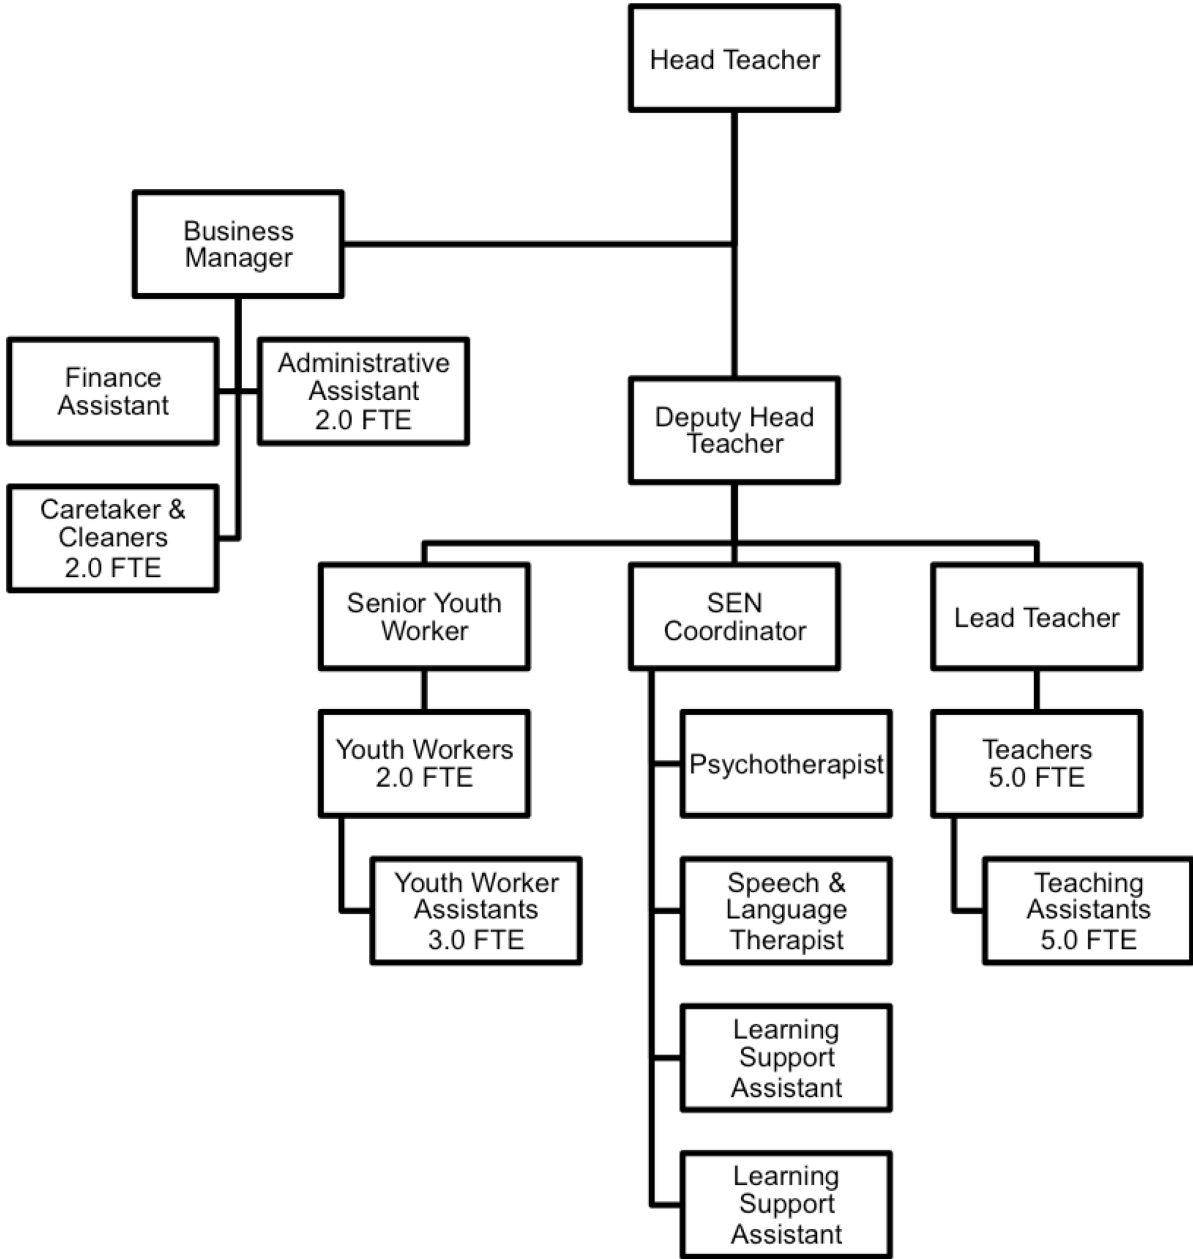 Head Teacher
Business
Manager
Finance
Assistant
Administrative
Assistant
2.0 FTE
Caretaker &
Cleaners
2.0 FTE
Deputy Head
Teacher
Senior Youth
Worker
SEN
Coordinator
Lead Teacher
Youth Workers
2.0 FTE
Psychotherapist
Teachers
5.0 FTE
Youth Worker
Assistants
3.0 FTE
Speech &
Language
Therapist
Teaching
Assistants
5.0 FTE
Learning
Support
Assistant
Learning
Support
Assistant